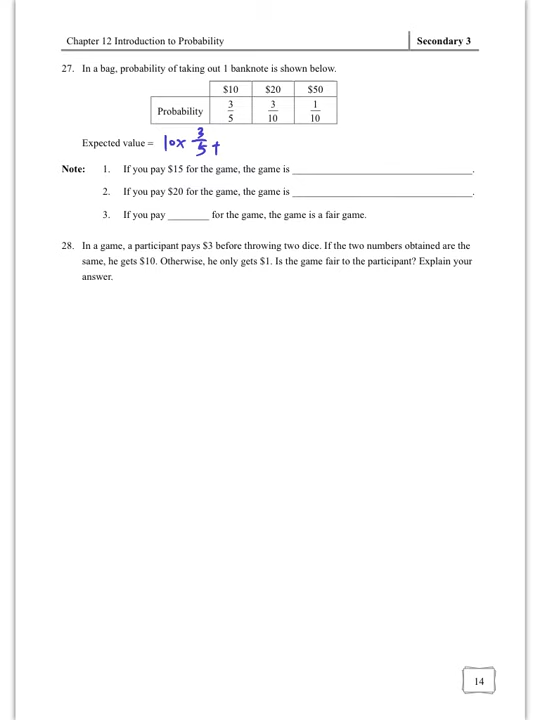 Chapter 12 Introduction to Probability Secondary 3
27. In a bag, probability of taking out 1 banknote is shown below.
$10 $20 $50
Probability 3/5 3/10 1/10
Expected value = 10× 3/5 +
Note: 1. If you pay $15 for the game, the game is ____________________.
2. If you pay $20 for the game, the game is ____________________.
3. If you pay ________ for the game, the game is a fair game.
28. In a game, a participant pays $3 before throwing two dice. If the two numbers obtained are the
same, he gets $10. Otherwise, he only gets $1. Is the game fair to the participant? Explain your
answer.
14